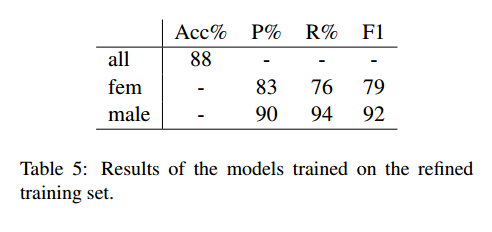 Acc% P% R% F1
all 88 - - -
fem - 83 76 79
male - 90 94 92
Table 5: Results of the models trained on the refined
training set.